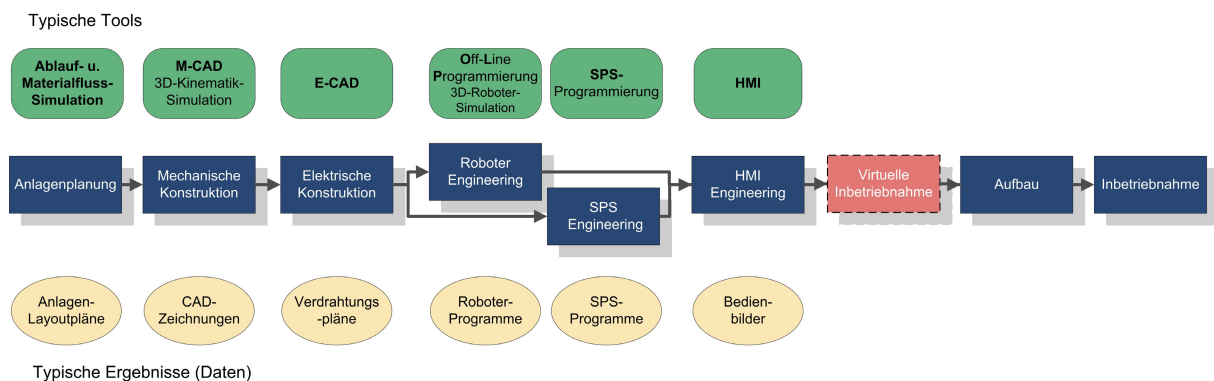 Typische Tools
Ablauf- u.
Materialfluss-
Simulation
M-CAD
3D-Kinematik-
Simulation
E-CAD
Off-Line
Programmierung
3D-Roboter-
Simulation
SPS-
Programmierung
HMI
Anlagenplanung
Mechanische
Konstruktion
Elektrische
Konstruktion
Roboter
Engineering
SPS
Engineering
HMI
Engineering
Virtuelle
Inbetriebnahme
Aufbau
Inbetriebnahme
Anlagen-
Layoutpläne
CAD-
Zeichnungen
Verdrahtungs
-pläne
Roboter-
Programme
SPS-
Programme
Bedien-
bilder
Typische Ergebnisse (Daten)